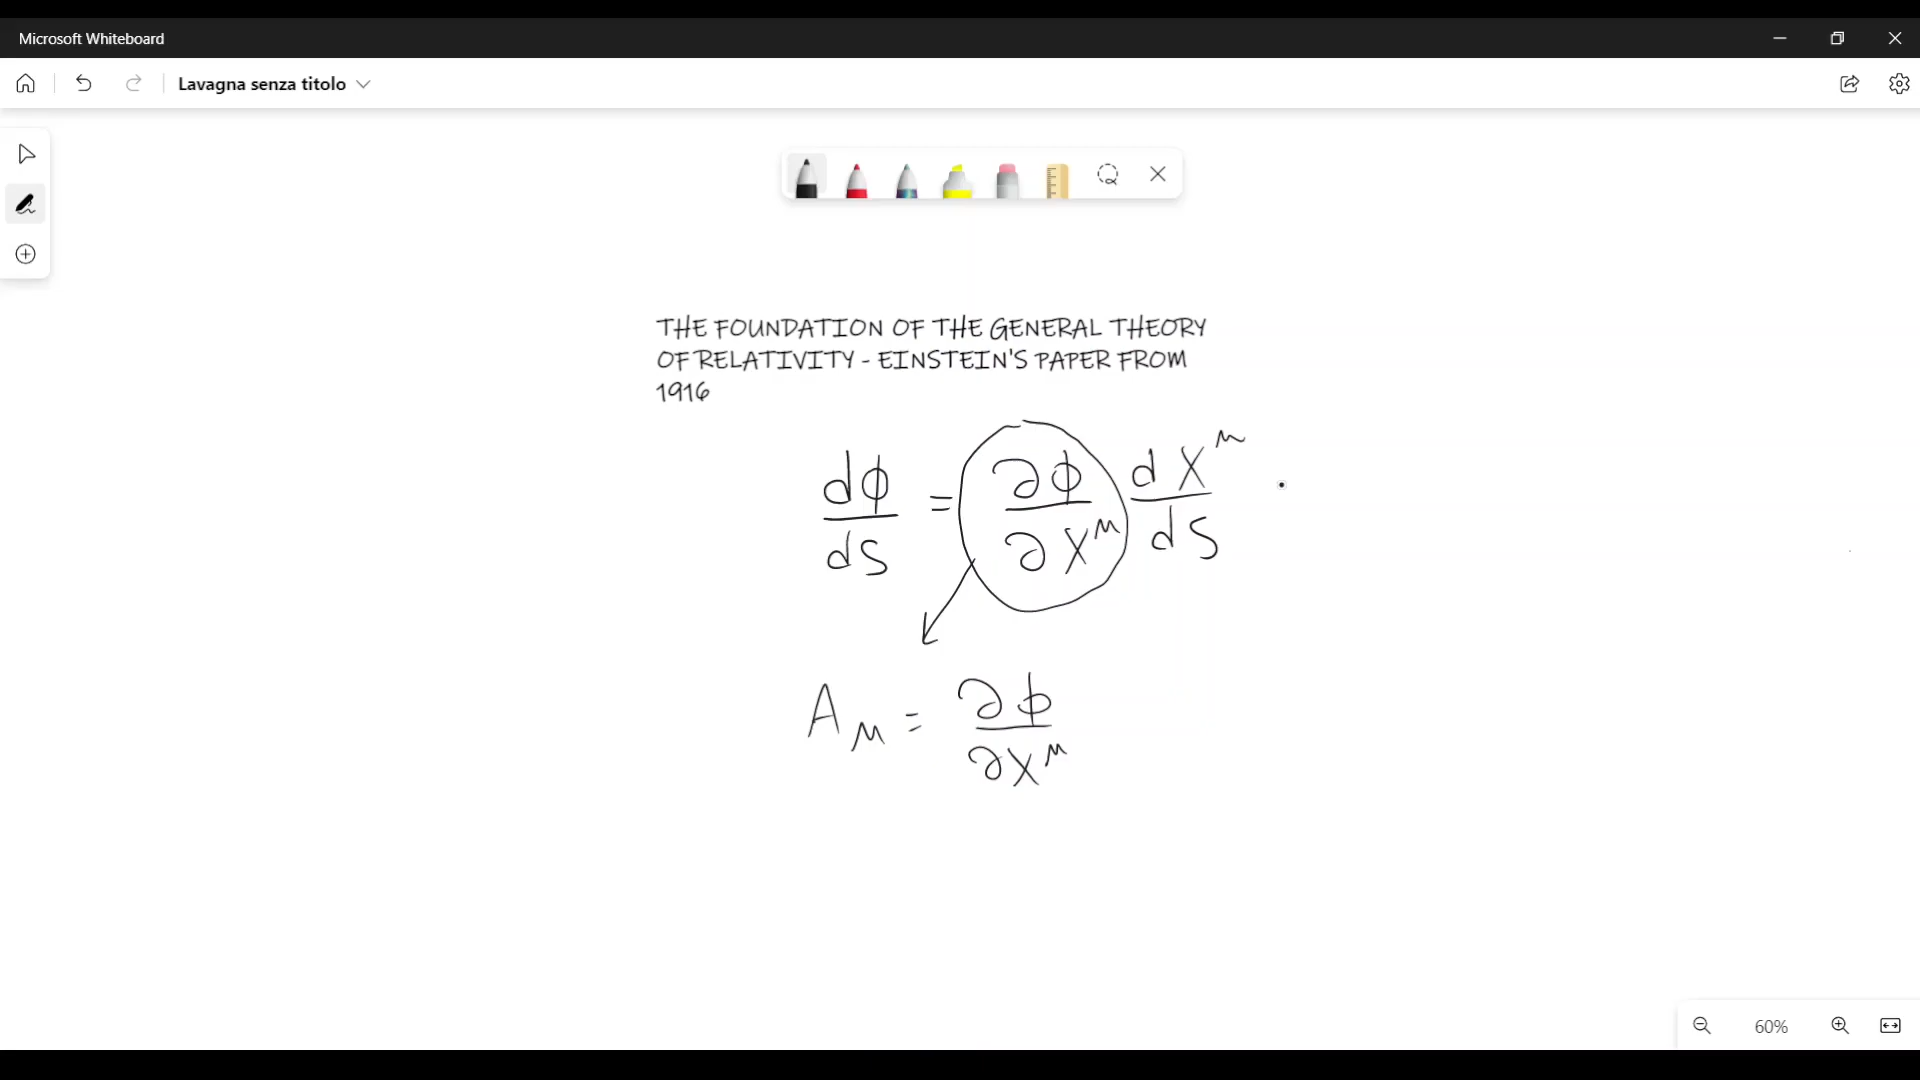 Microsoft Whiteboard
Lavagna senza titolo
THE FOUNDATION OF THE GENERAL THEORY
OF RELATIVITY - EINSTEIN'S PAPER FROM
1916
dϕ/ds = ∂ϕ/∂x^μ dx^μ/ds
A_μ = ∂ϕ/∂x^μ
60%